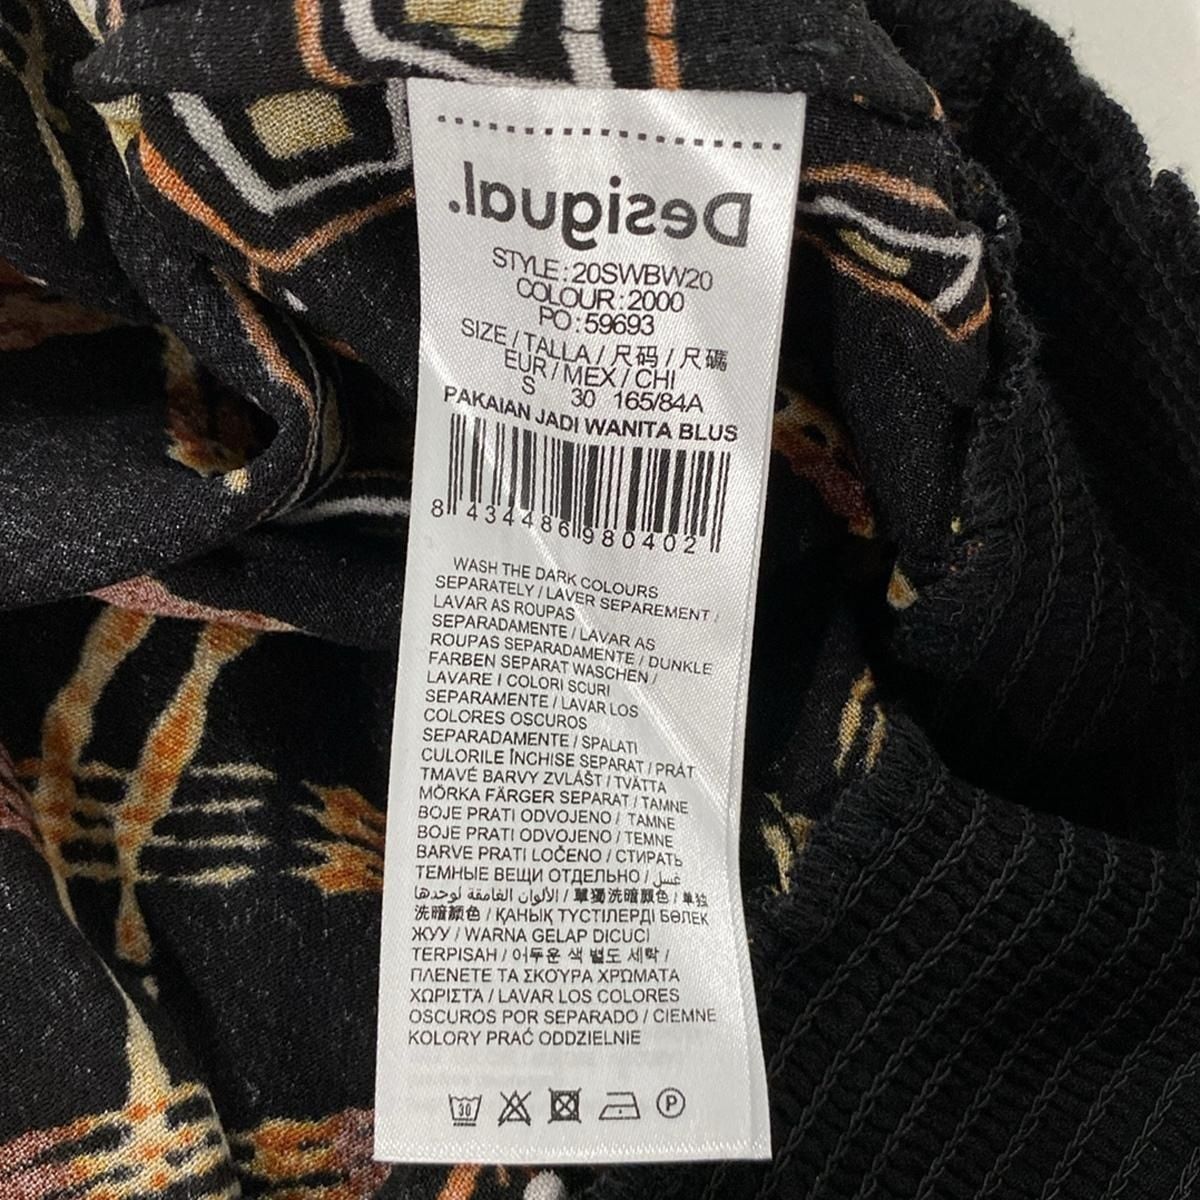 Desigual.
STYLE : 20SWBW20
COLOUR : 2000
PO : 59693
SIZE / TALLA / 尺码 / 尺碼
EUR / MEX / CHI
S 30 165/84A
PAKAIAN JADI WANITA BLUS
8 434486 980402
WASH THE DARK COLOURS
SEPARATELY / LAVER SEPAREMENT /
LAVAR AS ROUPAS
SEPARADAMENTE / LAVAR AS
ROUPAS SEPARADAMENTE / DUNKLE
FARBEN SEPARAT WASCHEN /
LAVARE I COLORI SCURI
SEPARAMENTE / LAVAR LOS
COLORES OSCUROS
SEPARADAMENTE / SPALATI
CULORILE ÎNCHISE SEPARAT / PRÁT
TMAVÉ BARVY ZVLÁŠT / TVÄTTA
MÖRKA FÄRGER SEPARAT / TAMNE
BOJE PRATI ODVOJENO / TAMNE
BOJE PRATI ODVOJENO / TEMNE
BARVE PRATI LOČENO / СТИРАТЬ
ТЕМНЫЕ ВЕЩИ ОТДЕЛЬНО / غسل
الألوان الغامقة لوحدها / 單獨洗暗顏色 / 单独
洗暗颜色 / ҚАНЫҚ ТҮСТІЛЕРДІ БӨЛЕК
ЖУУ / WARNA GELAP DICUCI
TERPISAH / 어두운 색 별도 세탁 /
ΠΛΕΝΕΤΕ ΤΑ ΣΚΟΥΡΑ ΧΡΏΜΑΤΑ
ΧΩΡΙΣΤΑ / LAVAR LOS COLORES
OSCUROS POR SEPARADO / CIEMNE
KOLORY PRAĆ ODDZIELNIE
30 P